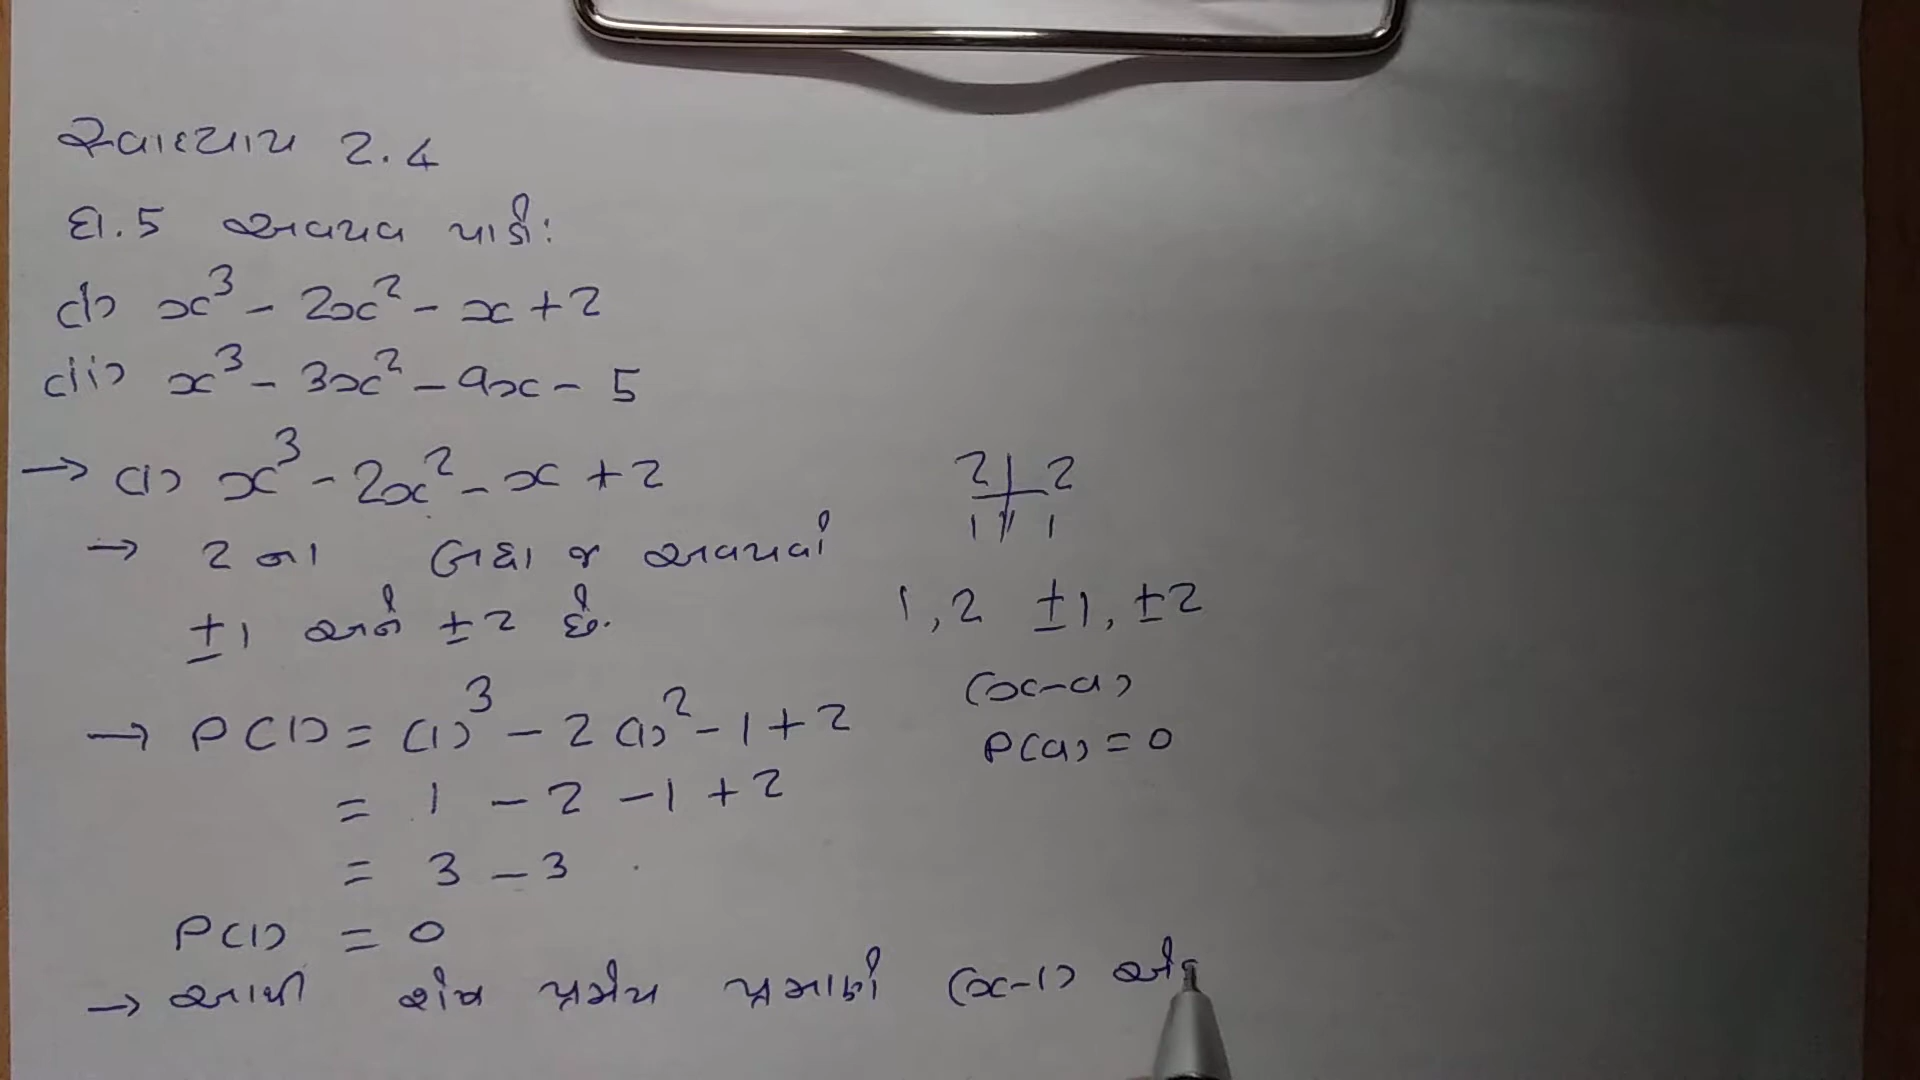 સ્વાધ્યાય 2.4
દા.5 અવયવ પાડો:
(i) x³ - 2x² - x + 2
(ii) x³ - 3x² - 9x - 5
→ (i) x³ - 2x² - x + 2
2 | 2
1 | 1
→ 2 ના બધા જ અવયવો
±1 અને ±2 છે.
1, 2 ±1, ±2
(x-a)
→ P(1) = (1)³ - 2(1)² - 1 + 2
P(a) = 0
= 1 - 2 - 1 + 2
= 3 - 3
P(1) = 0
→ આથી શેષ પ્રમેય પ્રમાણે (x-1) એ